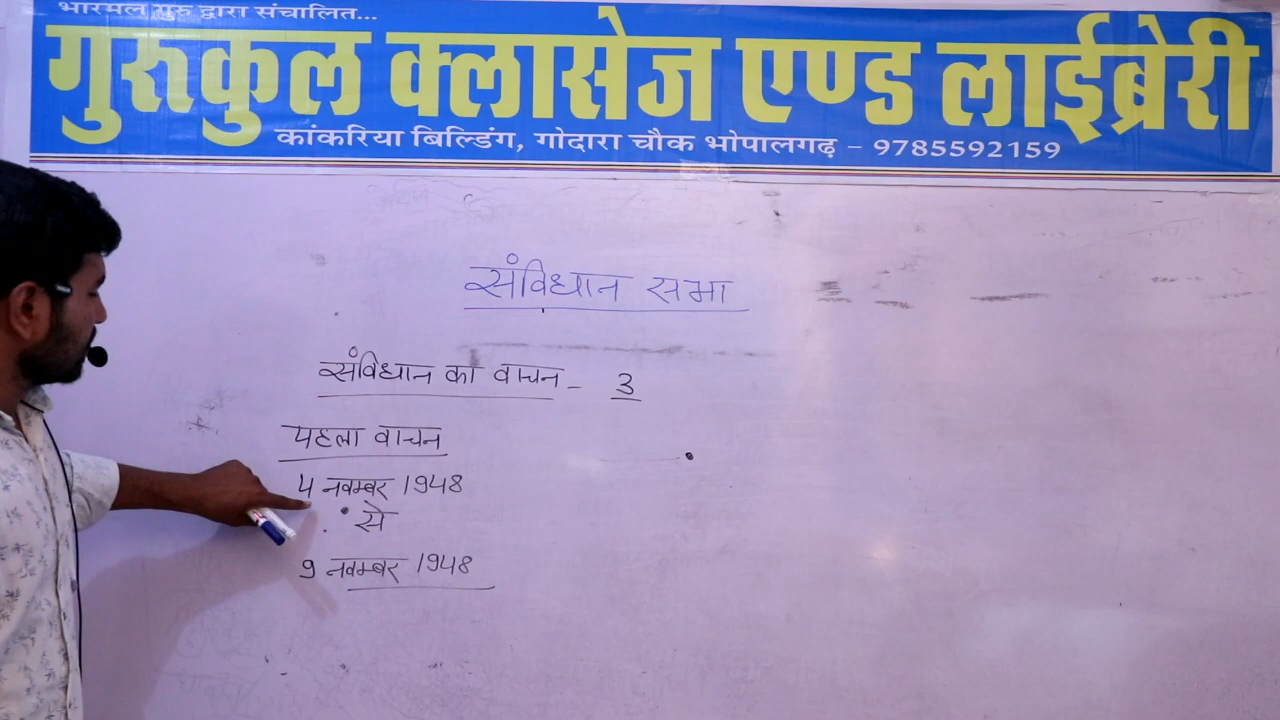 भारमल गुरु द्वारा संचालित...
गुरुकुल क्लासेज एण्ड लाईब्रेरी
कांकरिया बिल्डिंग, गोदारा चौक भोपालगढ़ – 9785592159
संविधान सभा
संविधान का वाचन – 3
पहला वाचन
4 नवम्बर 1948
से
9 नवम्बर 1948